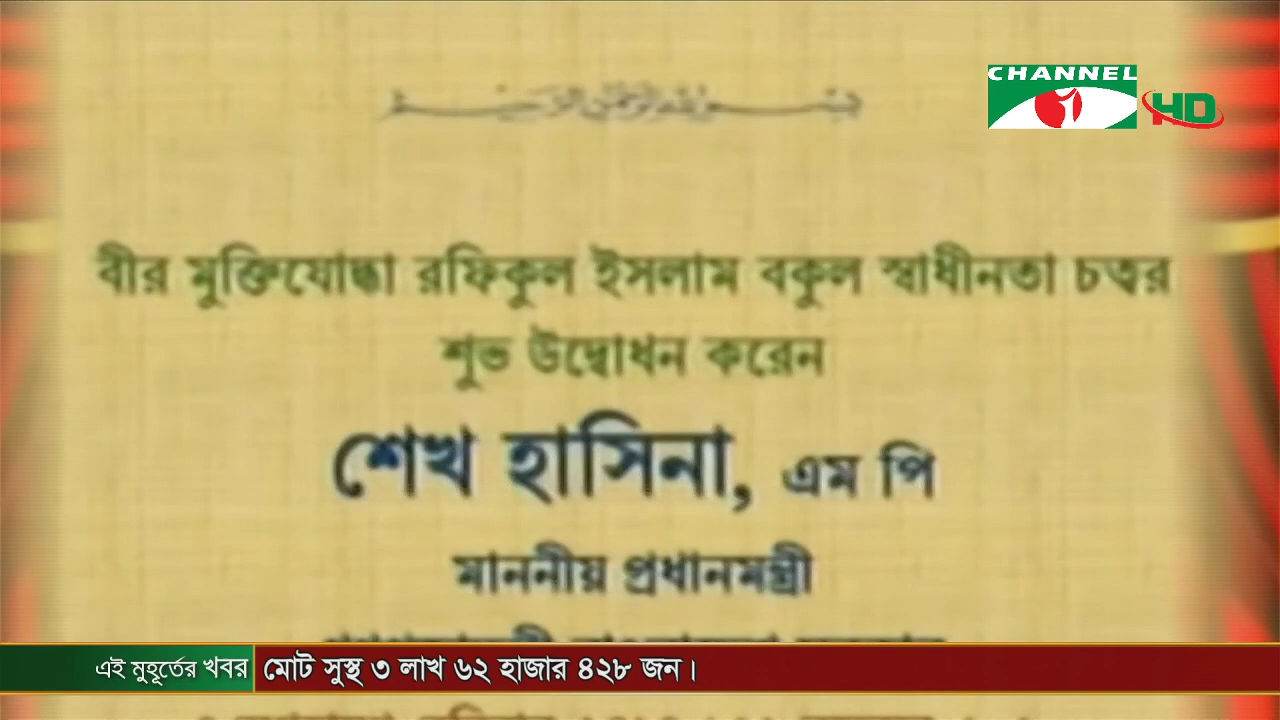 CHANNEL
HD
বীর মুক্তিযোদ্ধা রফিকুল ইসলাম বকুল স্বাধীনতা চত্বর
শুভ উদ্বোধন করেন
শেখ হাসিনা, এম পি
মাননীয় প্রধানমন্ত্রী
এই মুহূর্তের খবর
মোট সুস্থ ৩ লাখ ৬২ হাজার ৪২৮ জন।